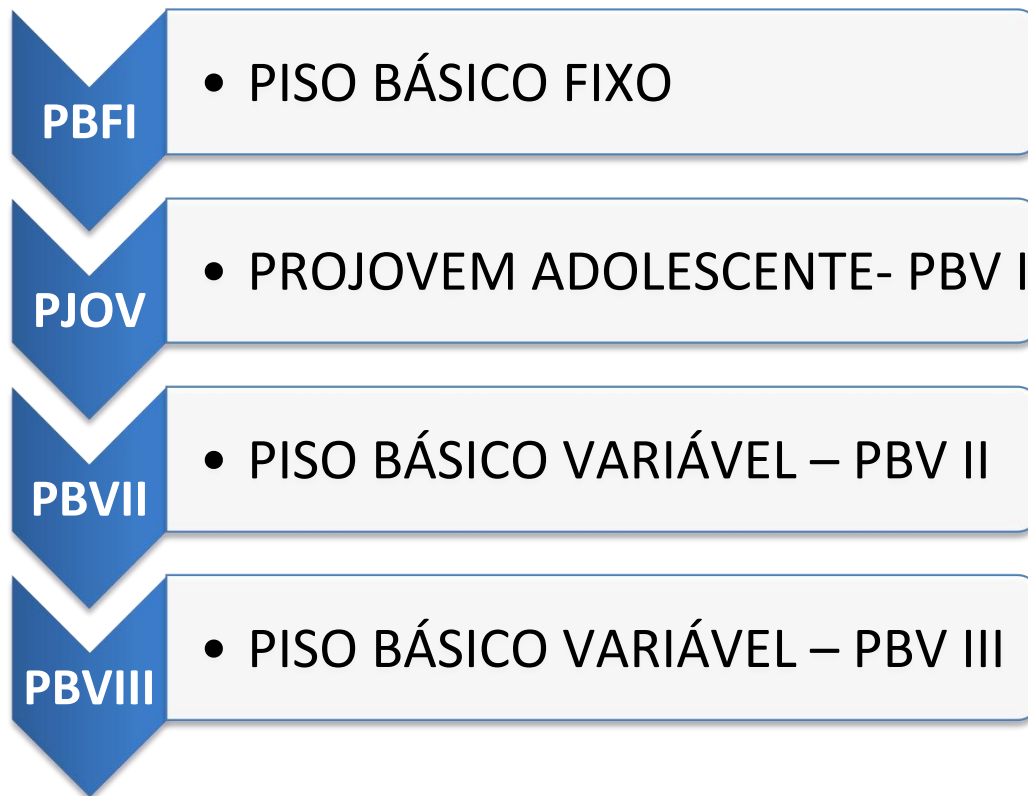 PBFI
• PISO BÁSICO FIXO
PJOV
• PROJOVEM ADOLESCENTE- PBV I
PBVII
• PISO BÁSICO VARIÁVEL – PBV II
PBVIII
• PISO BÁSICO VARIÁVEL – PBV III